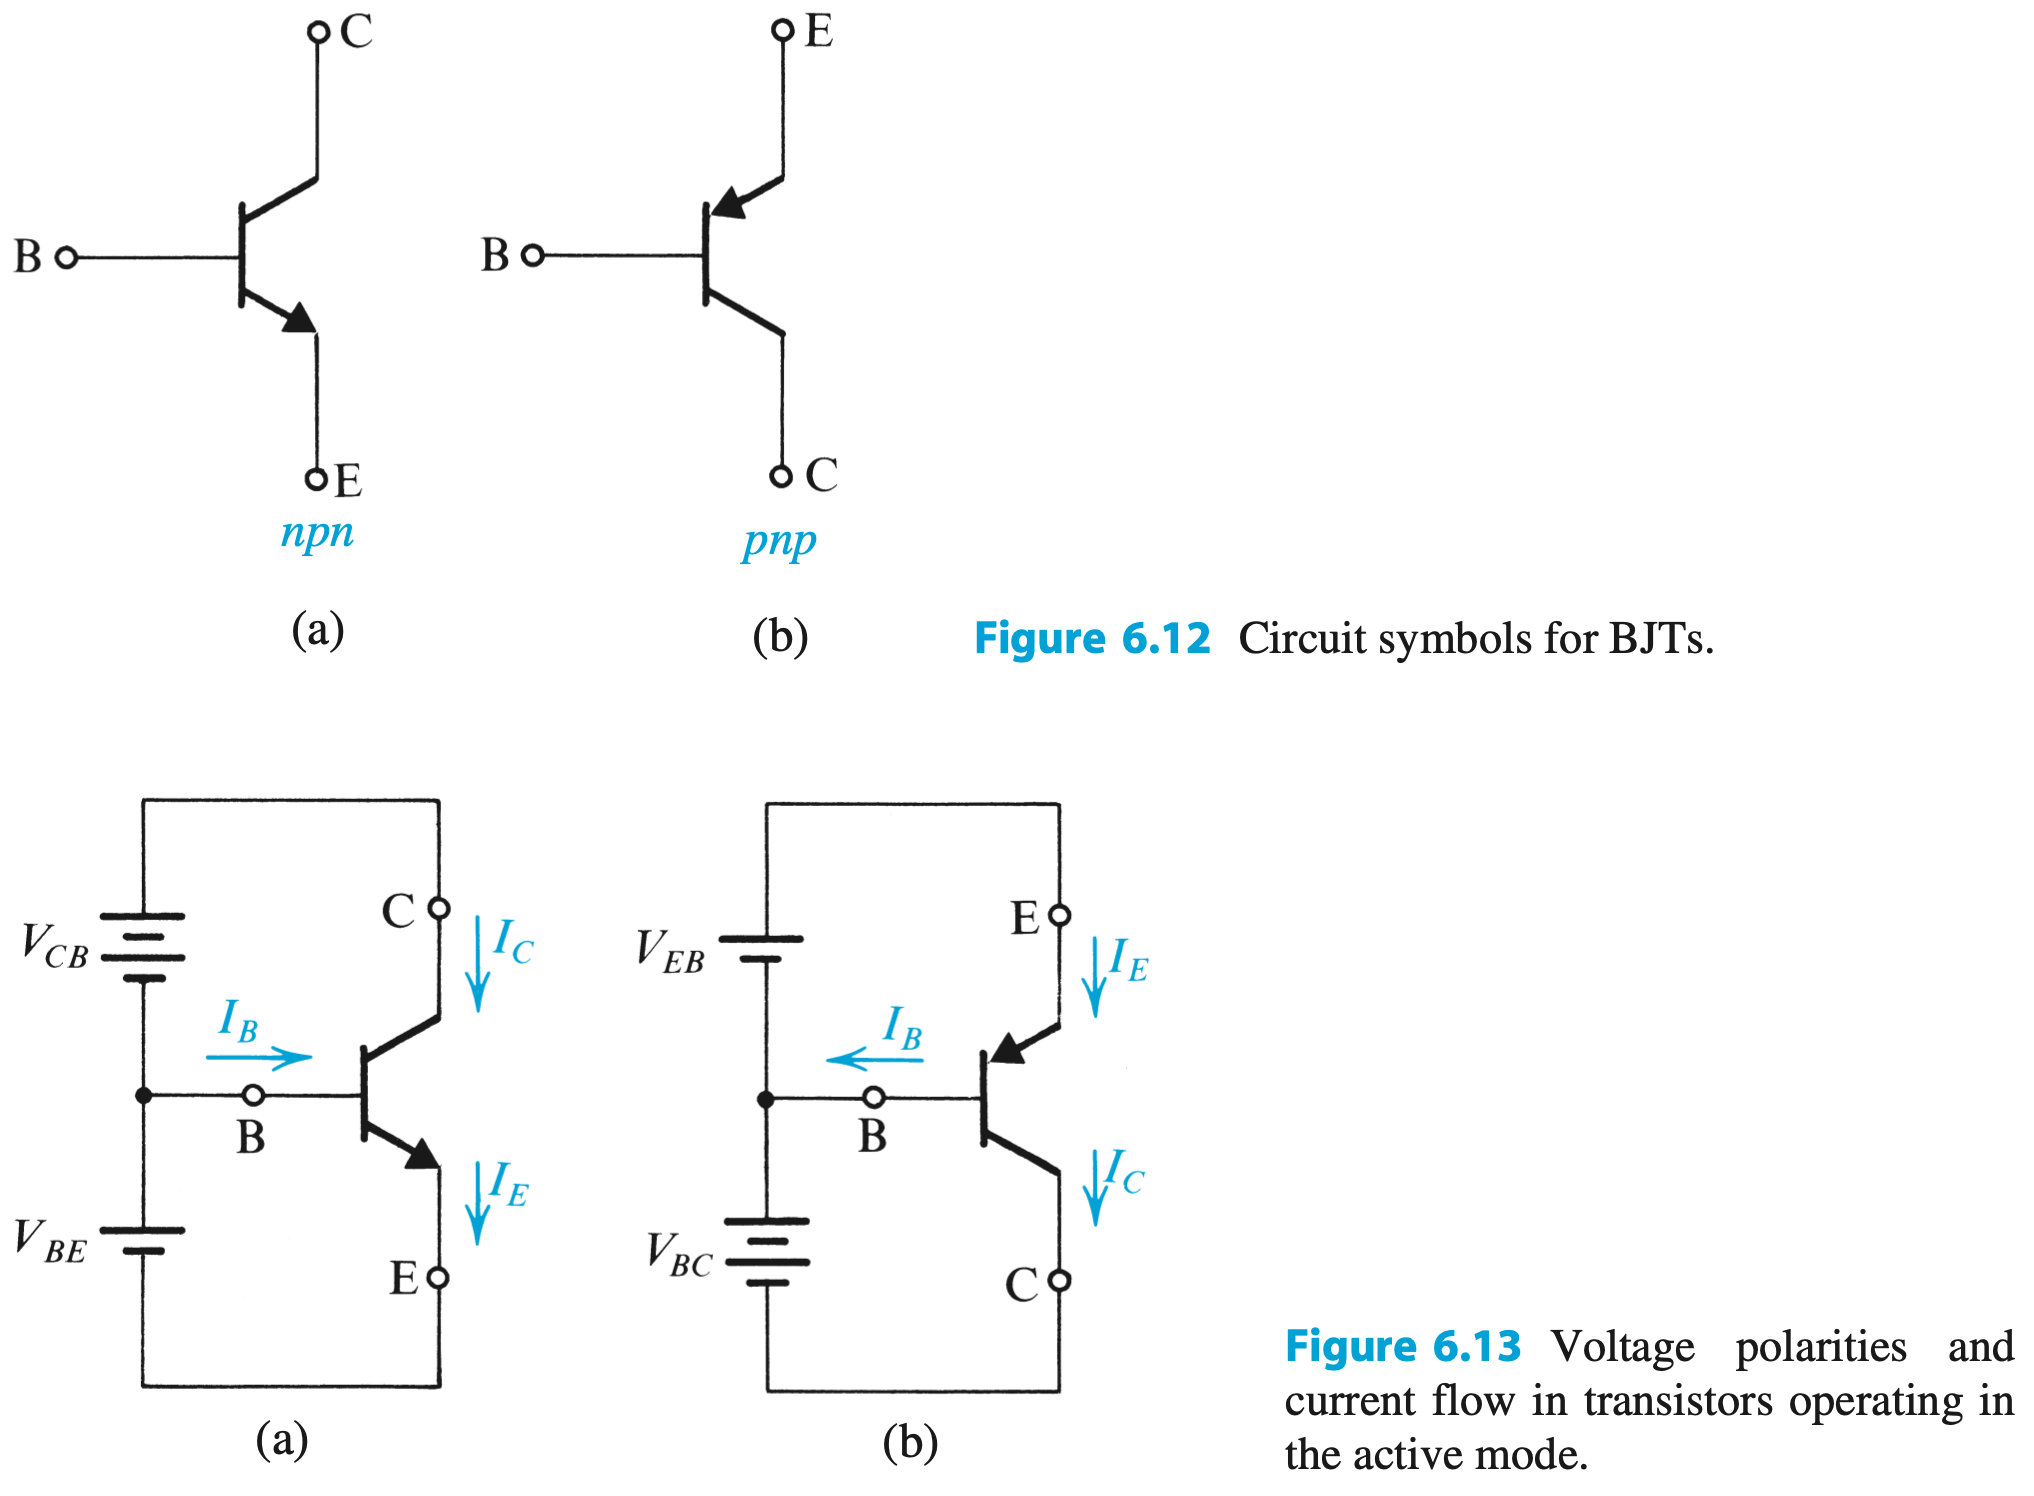 C
E
B
B
E
C
npn
pnp
(a)
(b)
Figure 6.12 Circuit symbols for BJTs.
C
I_C
V_CB
I_B
B
I_E
V_BE
E
(a)
E
I_E
V_EB
I_B
B
I_C
V_BC
C
(b)
Figure 6.13 Voltage polarities and
current flow in transistors operating in
the active mode.